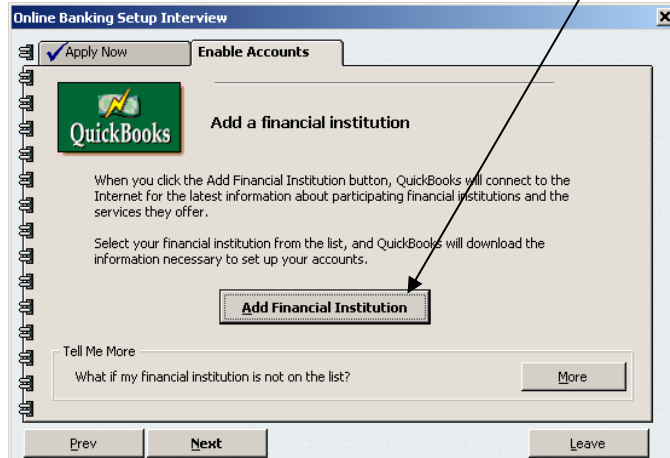 Online Banking Setup Interview
Apply Now
Enable Accounts
QuickBooks
Add a financial institution
When you click the Add Financial Institution button, QuickBooks will connect to the
Internet for the latest information about participating financial institutions and the
services they offer.
Select your financial institution from the list, and QuickBooks will download the
information necessary to set up your accounts.
Add Financial Institution
Tell Me More
What if my financial institution is not on the list?
More
Prev
Next
Leave